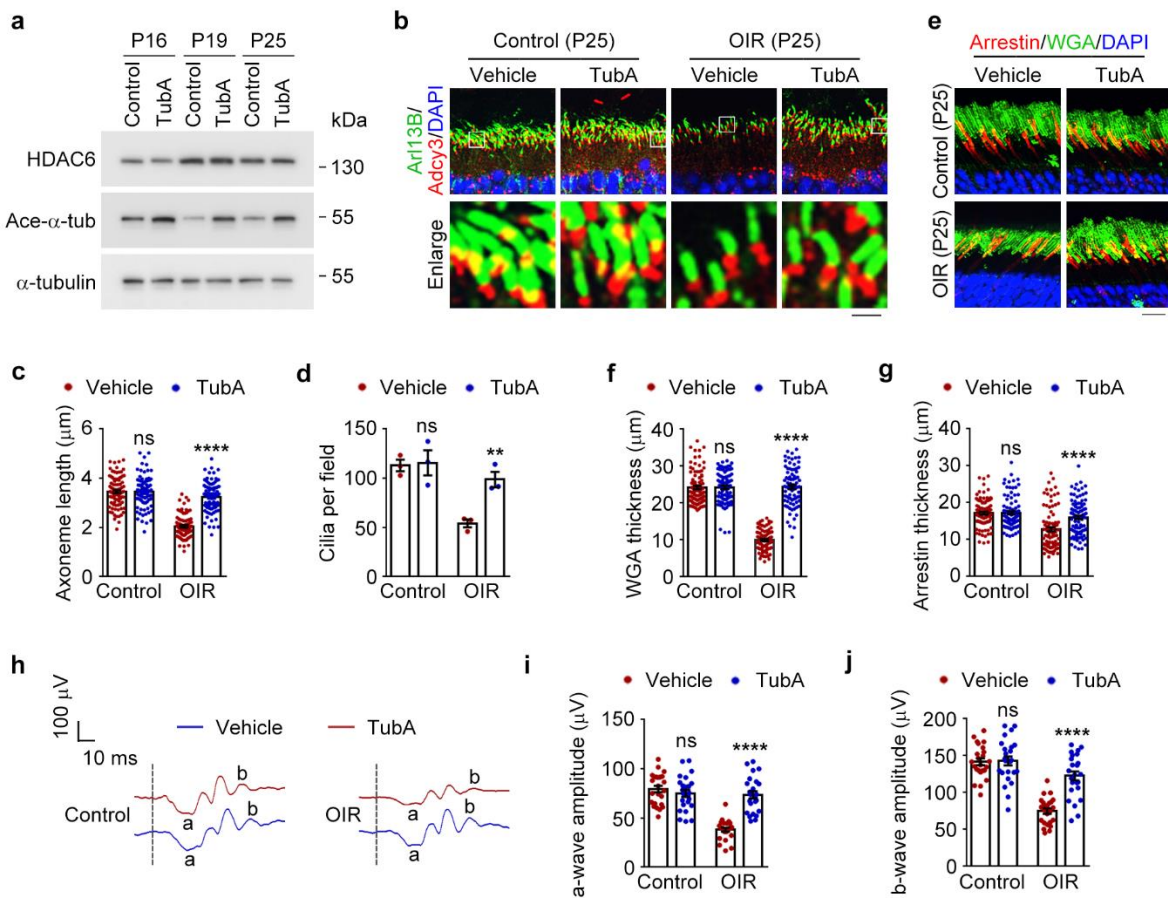 a
P16 P19 P25
Control TubA Control TubA Control TubA
kDa
HDAC6
- 130
Ace-α-tub
- 55
α-tubulin
- 55
b
Control (P25) OIR (P25)
Vehicle TubA Vehicle TubA
Arl13B/
Adcy3/DAPI
Enlarge
e
Arrestin/WGA/DAPI
Vehicle TubA
Control (P25)
OIR (P25)
c
Vehicle TubA
Axoneme length (μm)
6
4
2
0
ns ****
Control OIR
d
Vehicle TubA
Cilia per field
150
100
50
0
ns **
Control OIR
f
Vehicle TubA
WGA thickness (μm)
40
30
20
10
0
ns ****
Control OIR
g
Vehicle TubA
Arrestin thickness (μm)
40
30
20
10
0
ns ****
Control OIR
h
100 μV
10 ms
Vehicle TubA
Control
a b
a b
OIR
a b
a b
i
Vehicle TubA
a-wave amplitude (μV)
150
100
50
0
ns ****
Control OIR
j
Vehicle TubA
b-wave amplitude (μV)
200
150
100
50
0
ns ****
Control OIR